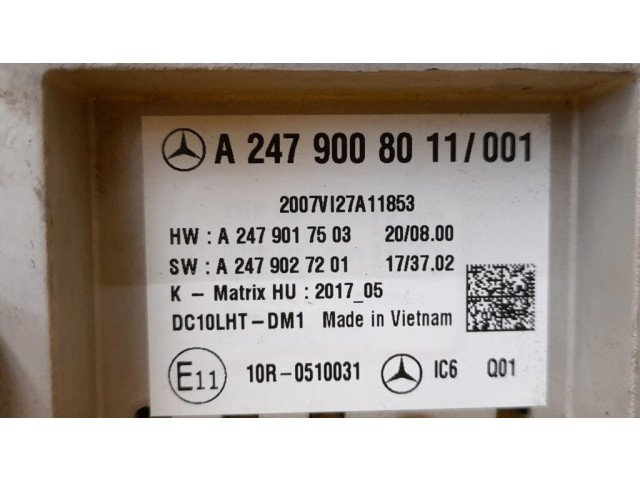 A 247 900 80 11/001
2007VI27A11853
HW : A 247 901 75 03 20/08.00
SW : A 247 902 72 01 17/37.02
K - Matrix HU : 2017_05
DC10LHT-DM1 Made in Vietnam
E11 10R-0510031 IC6 Q01